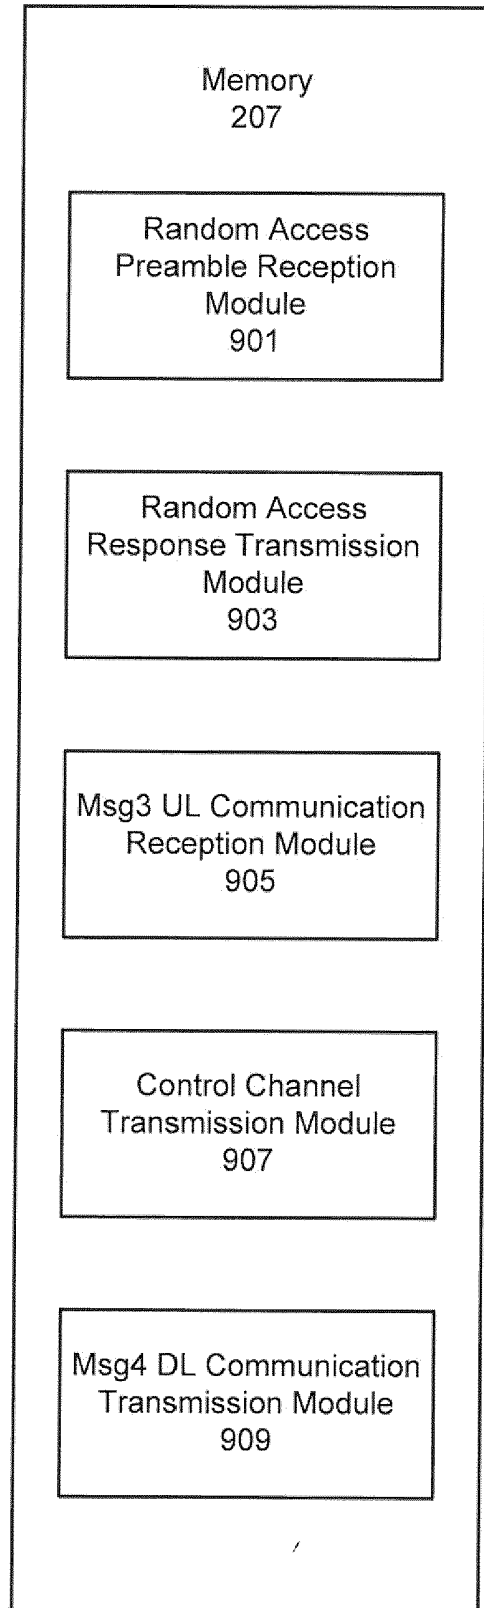 Memory
207
Random Access
Preamble Reception
Module
901
Random Access
Response Transmission
Module
903
Msg3 UL Communication
Reception Module
905
Control Channel
Transmission Module
907
Msg4 DL Communication
Transmission Module
909